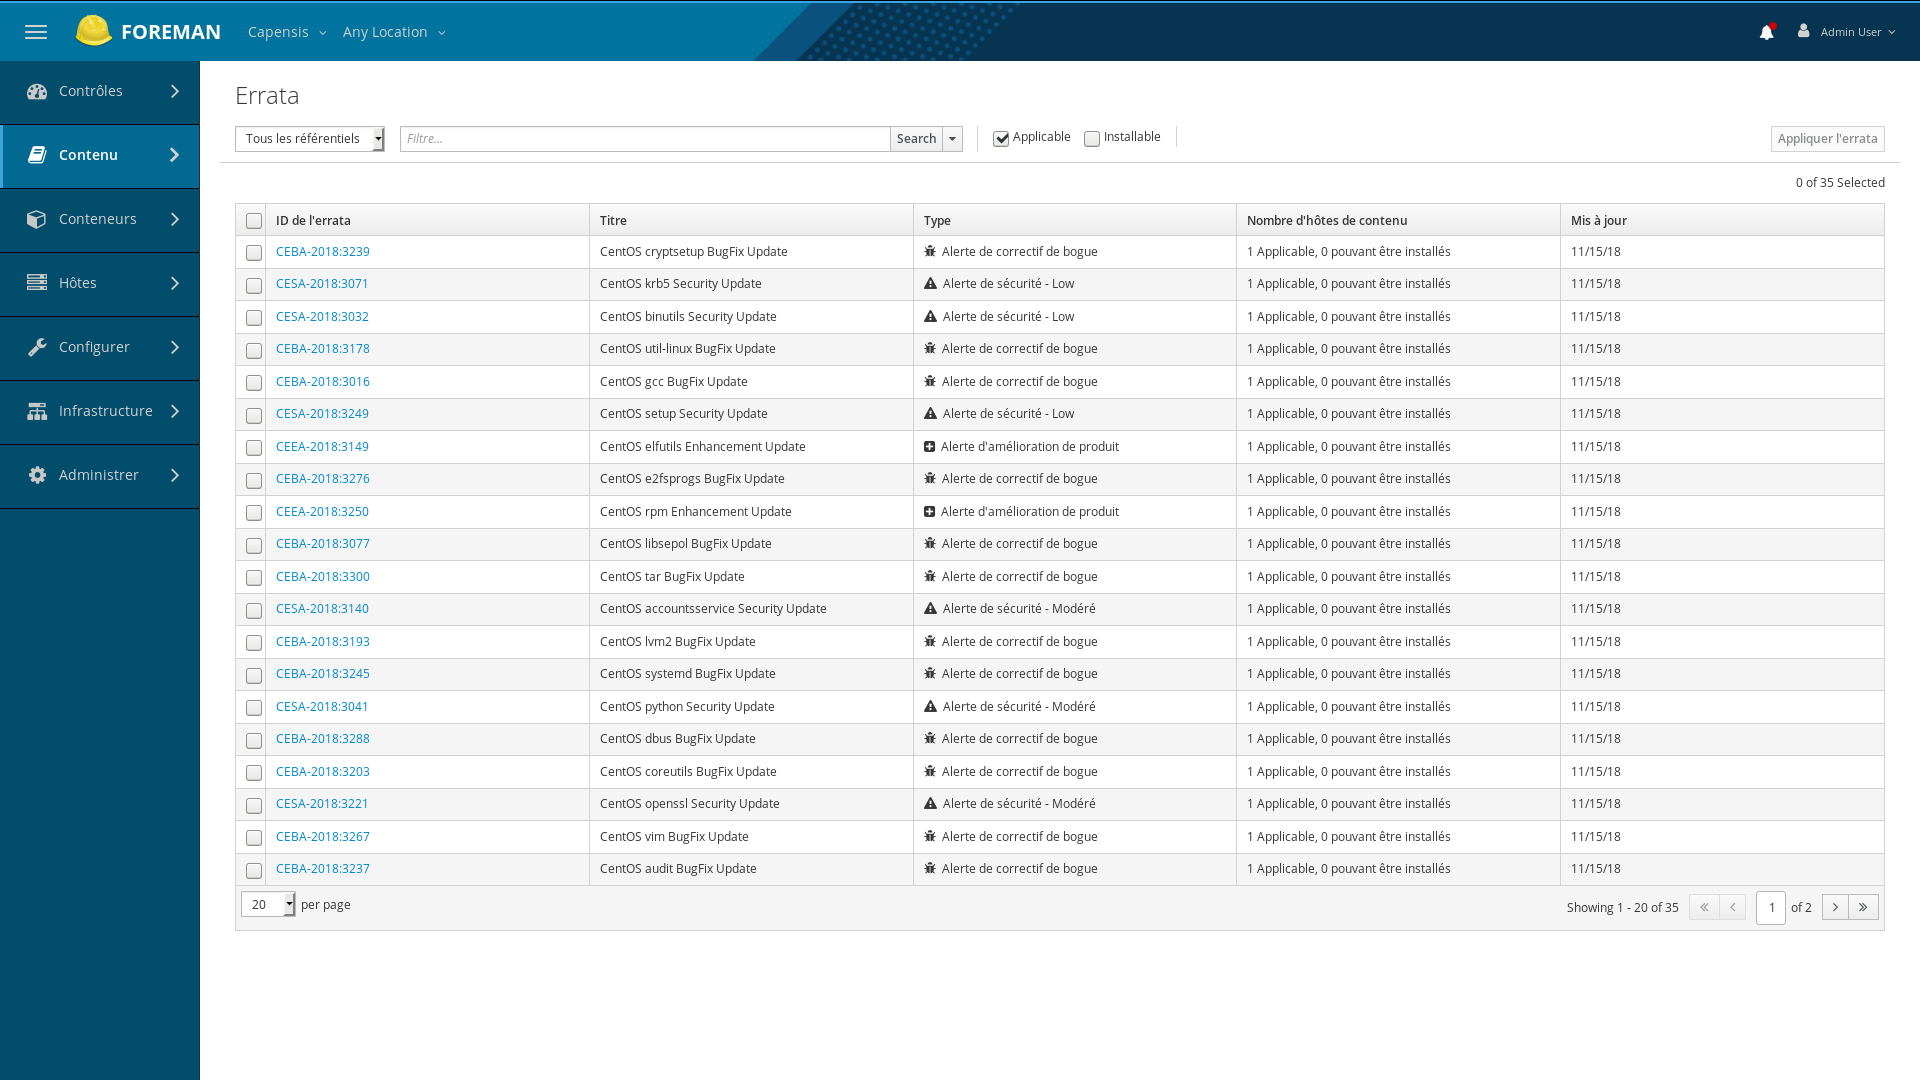 FOREMAN Capensis Any Location Admin User
Contrôles
Contenu
Conteneurs
Hôtes
Configurer
Infrastructure
Administrer
Errata
Tous les référentiels Filtre... Search Applicable Installable Appliquer l'errata
0 of 35 Selected
ID de l'errata Titre Type Nombre d'hôtes de contenu Mis à jour
CEBA-2018:3239 CentOS cryptsetup BugFix Update Alerte de correctif de bogue 1 Applicable, 0 pouvant être installés 11/15/18
CESA-2018:3071 CentOS krb5 Security Update Alerte de sécurité - Low 1 Applicable, 0 pouvant être installés 11/15/18
CESA-2018:3032 CentOS binutils Security Update Alerte de sécurité - Low 1 Applicable, 0 pouvant être installés 11/15/18
CEBA-2018:3178 CentOS util-linux BugFix Update Alerte de correctif de bogue 1 Applicable, 0 pouvant être installés 11/15/18
CEBA-2018:3016 CentOS gcc BugFix Update Alerte de correctif de bogue 1 Applicable, 0 pouvant être installés 11/15/18
CESA-2018:3249 CentOS setup Security Update Alerte de sécurité - Low 1 Applicable, 0 pouvant être installés 11/15/18
CEEA-2018:3149 CentOS elfutils Enhancement Update Alerte d'amélioration de produit 1 Applicable, 0 pouvant être installés 11/15/18
CEBA-2018:3276 CentOS e2fsprogs BugFix Update Alerte de correctif de bogue 1 Applicable, 0 pouvant être installés 11/15/18
CEEA-2018:3250 CentOS rpm Enhancement Update Alerte d'amélioration de produit 1 Applicable, 0 pouvant être installés 11/15/18
CEBA-2018:3077 CentOS libsepol BugFix Update Alerte de correctif de bogue 1 Applicable, 0 pouvant être installés 11/15/18
CEBA-2018:3300 CentOS tar BugFix Update Alerte de correctif de bogue 1 Applicable, 0 pouvant être installés 11/15/18
CESA-2018:3140 CentOS accountsservice Security Update Alerte de sécurité - Modéré 1 Applicable, 0 pouvant être installés 11/15/18
CEBA-2018:3193 CentOS lvm2 BugFix Update Alerte de correctif de bogue 1 Applicable, 0 pouvant être installés 11/15/18
CEBA-2018:3245 CentOS systemd BugFix Update Alerte de correctif de bogue 1 Applicable, 0 pouvant être installés 11/15/18
CESA-2018:3041 CentOS python Security Update Alerte de sécurité - Modéré 1 Applicable, 0 pouvant être installés 11/15/18
CEBA-2018:3288 CentOS dbus BugFix Update Alerte de correctif de bogue 1 Applicable, 0 pouvant être installés 11/15/18
CEBA-2018:3203 CentOS coreutils BugFix Update Alerte de correctif de bogue 1 Applicable, 0 pouvant être installés 11/15/18
CESA-2018:3221 CentOS openssl Security Update Alerte de sécurité - Modéré 1 Applicable, 0 pouvant être installés 11/15/18
CEBA-2018:3267 CentOS vim BugFix Update Alerte de correctif de bogue 1 Applicable, 0 pouvant être installés 11/15/18
CEBA-2018:3237 CentOS audit BugFix Update Alerte de correctif de bogue 1 Applicable, 0 pouvant être installés 11/15/18
20 per page Showing 1 - 20 of 35 1 of 2